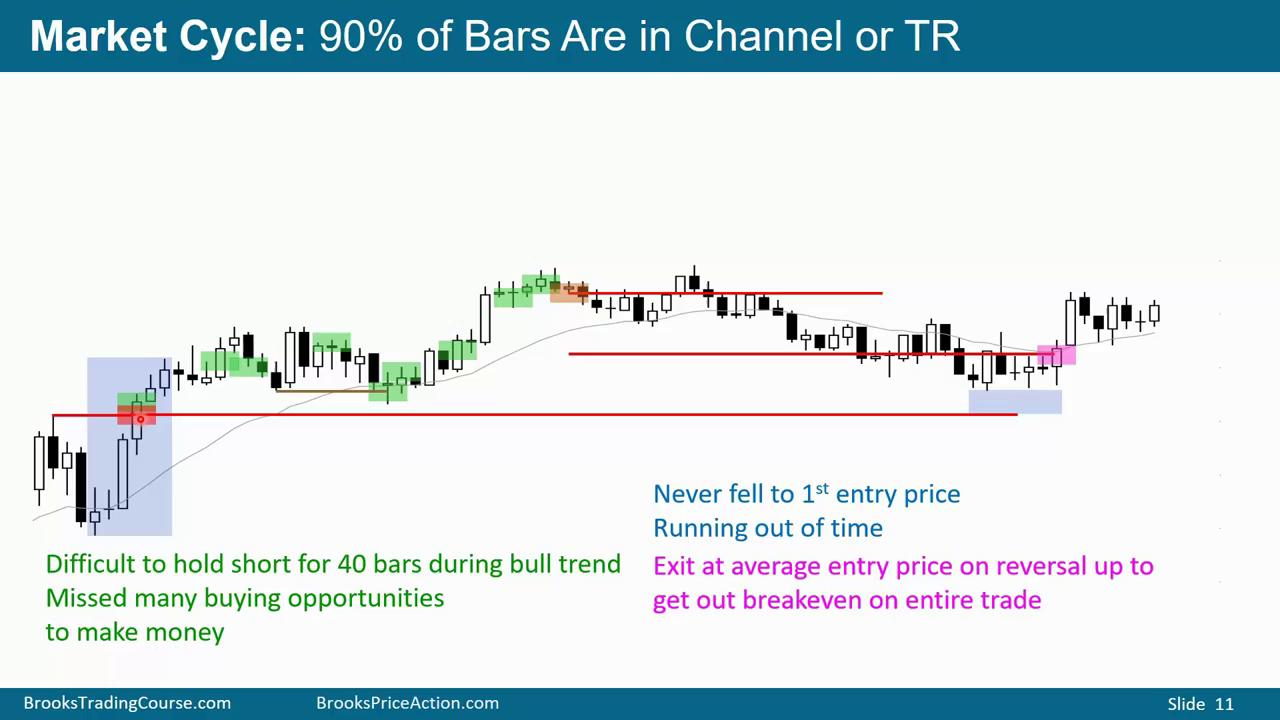 Market Cycle: 90% of Bars Are in Channel or TR
Never fell to 1st entry price
Running out of time
Difficult to hold short for 40 bars during bull trend
Missed many buying opportunities
to make money
Exit at average entry price on reversal up to
get out breakeven on entire trade
BrooksTradingCourse.com
BrooksPriceAction.com
Slide 11